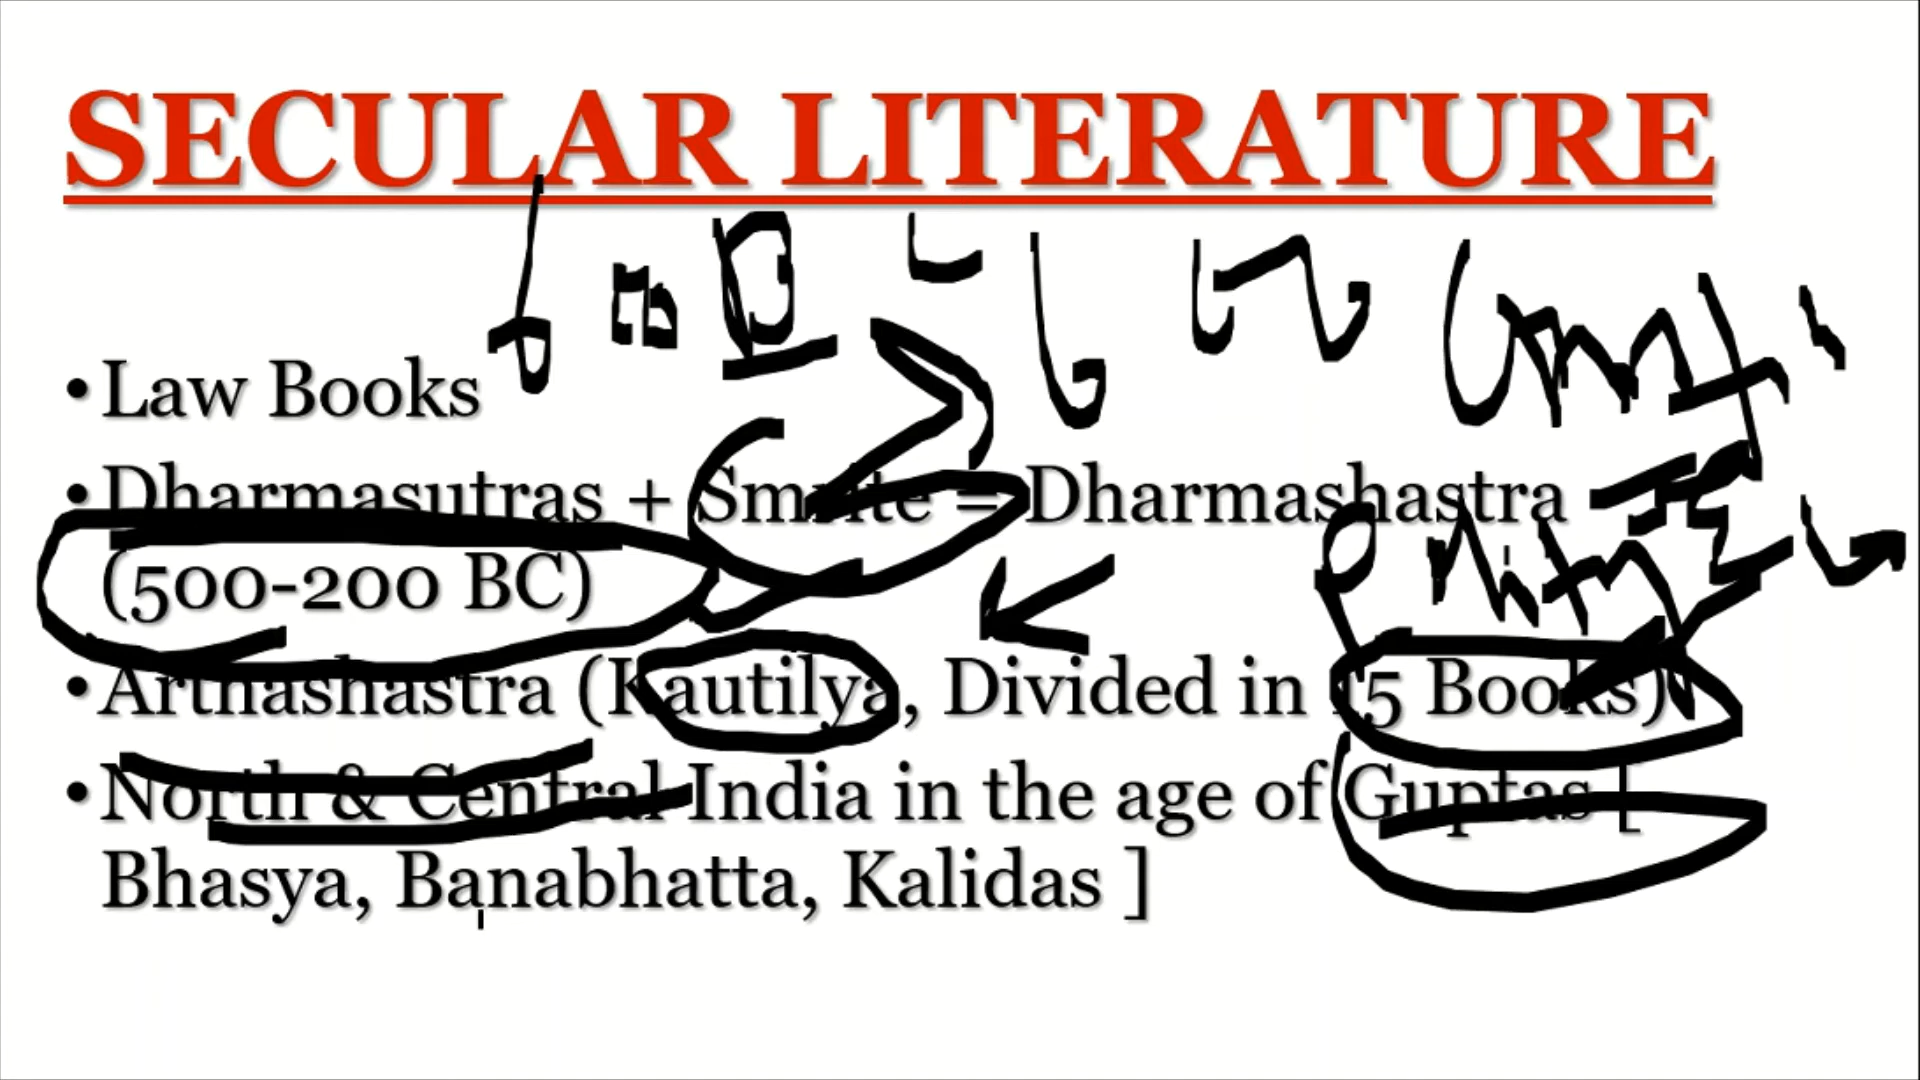 SECULAR LITERATURE
• Law Books
• Dharmasutras + Smrite = Dharmashastra
(500-200 BC)
• Arthashastra (Kautilya, Divided in 15 Books)
• North & Central India in the age of Guptas [
Bhasya, Banabhatta, Kalidas ]